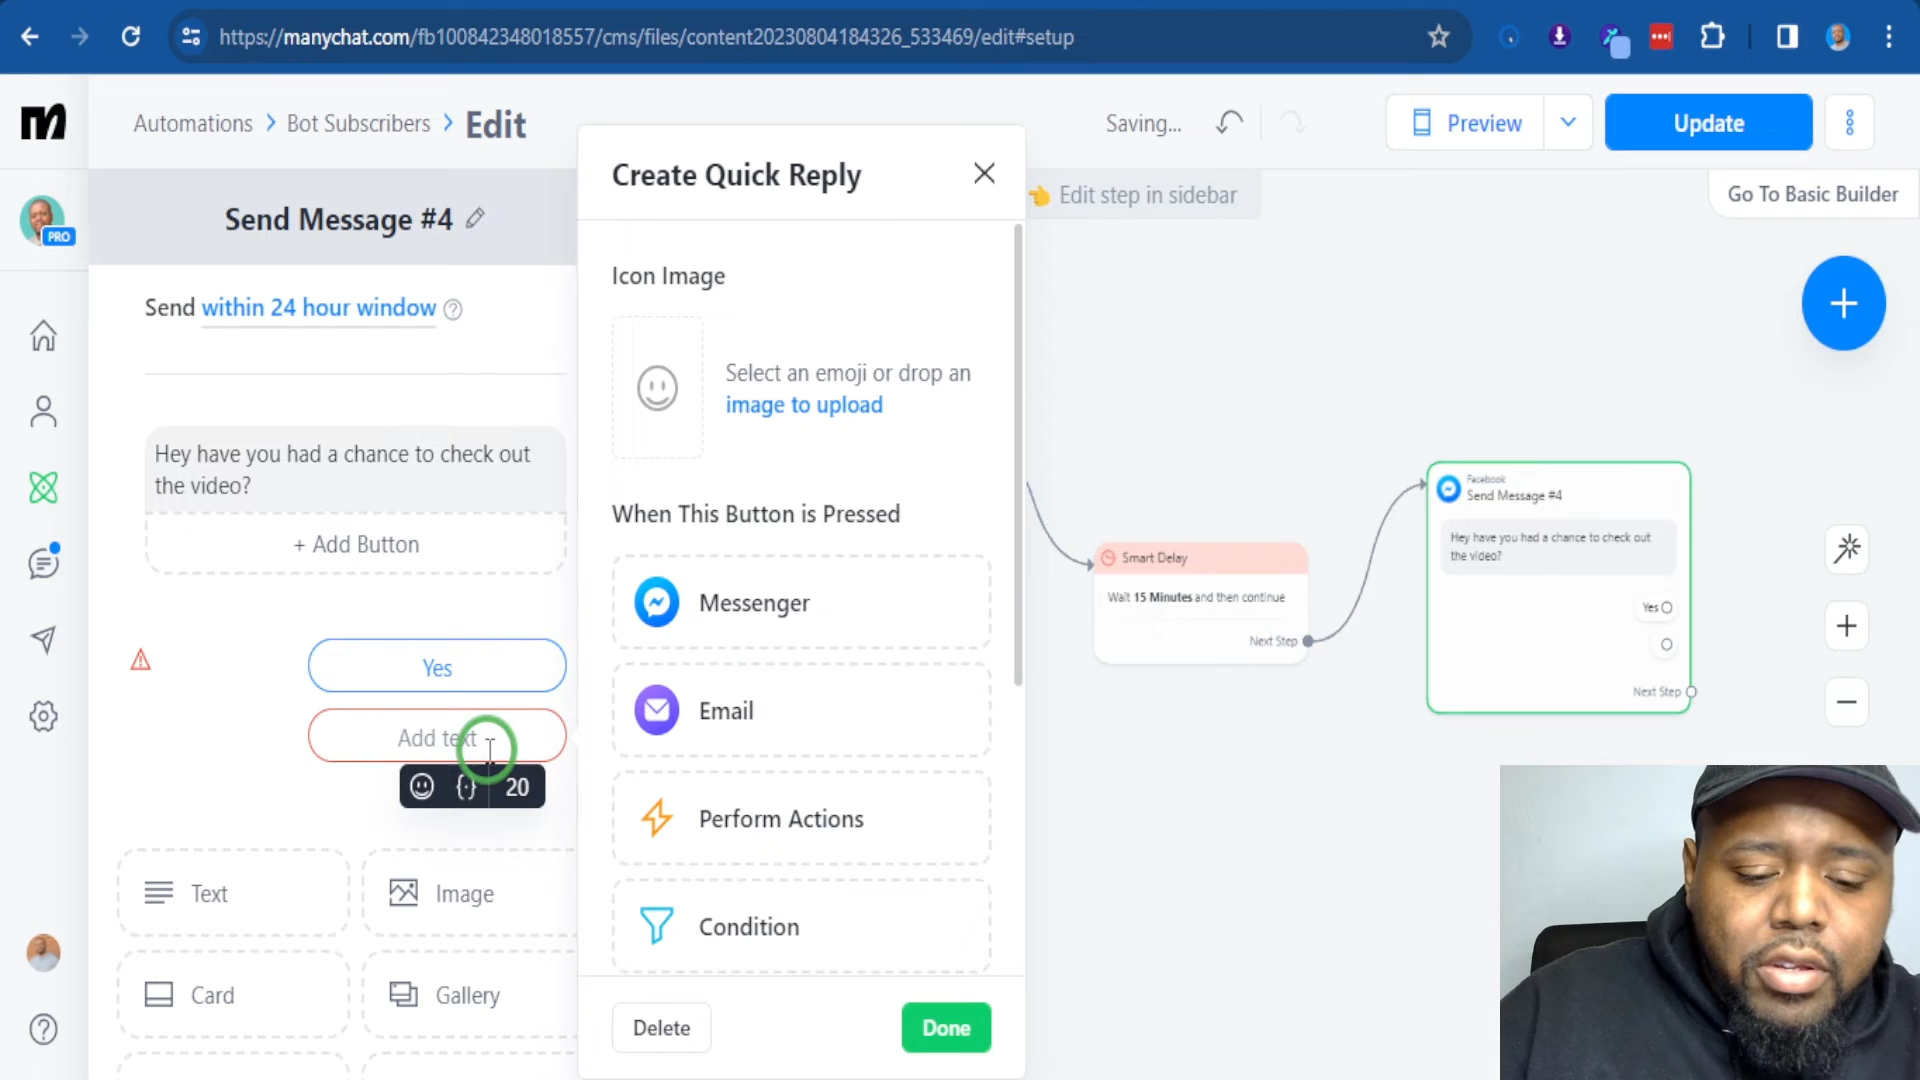 https://manychat.com/fb100842348018557/cms/files/content20230804184326_533469/edit#setup
Automations > Bot Subscribers > Edit
Saving...
Preview
Update
PRO
Send Message #4
Create Quick Reply
Edit step in sidebar
Go To Basic Builder
Send within 24 hour window
Icon Image
Select an emoji or drop an
image to upload
Hey have you had a chance to check out
the video?
+ Add Button
When This Button is Pressed
Messenger
Email
Perform Actions
Condition
Yes
Add text
{·} 20
Text
Image
Card
Gallery
Delete
Done
Smart Delay
Wait 15 Minutes and then continue
Next Step
Facebook
Send Message #4
Hey have you had a chance to check out
the video?
Yes
Next Step